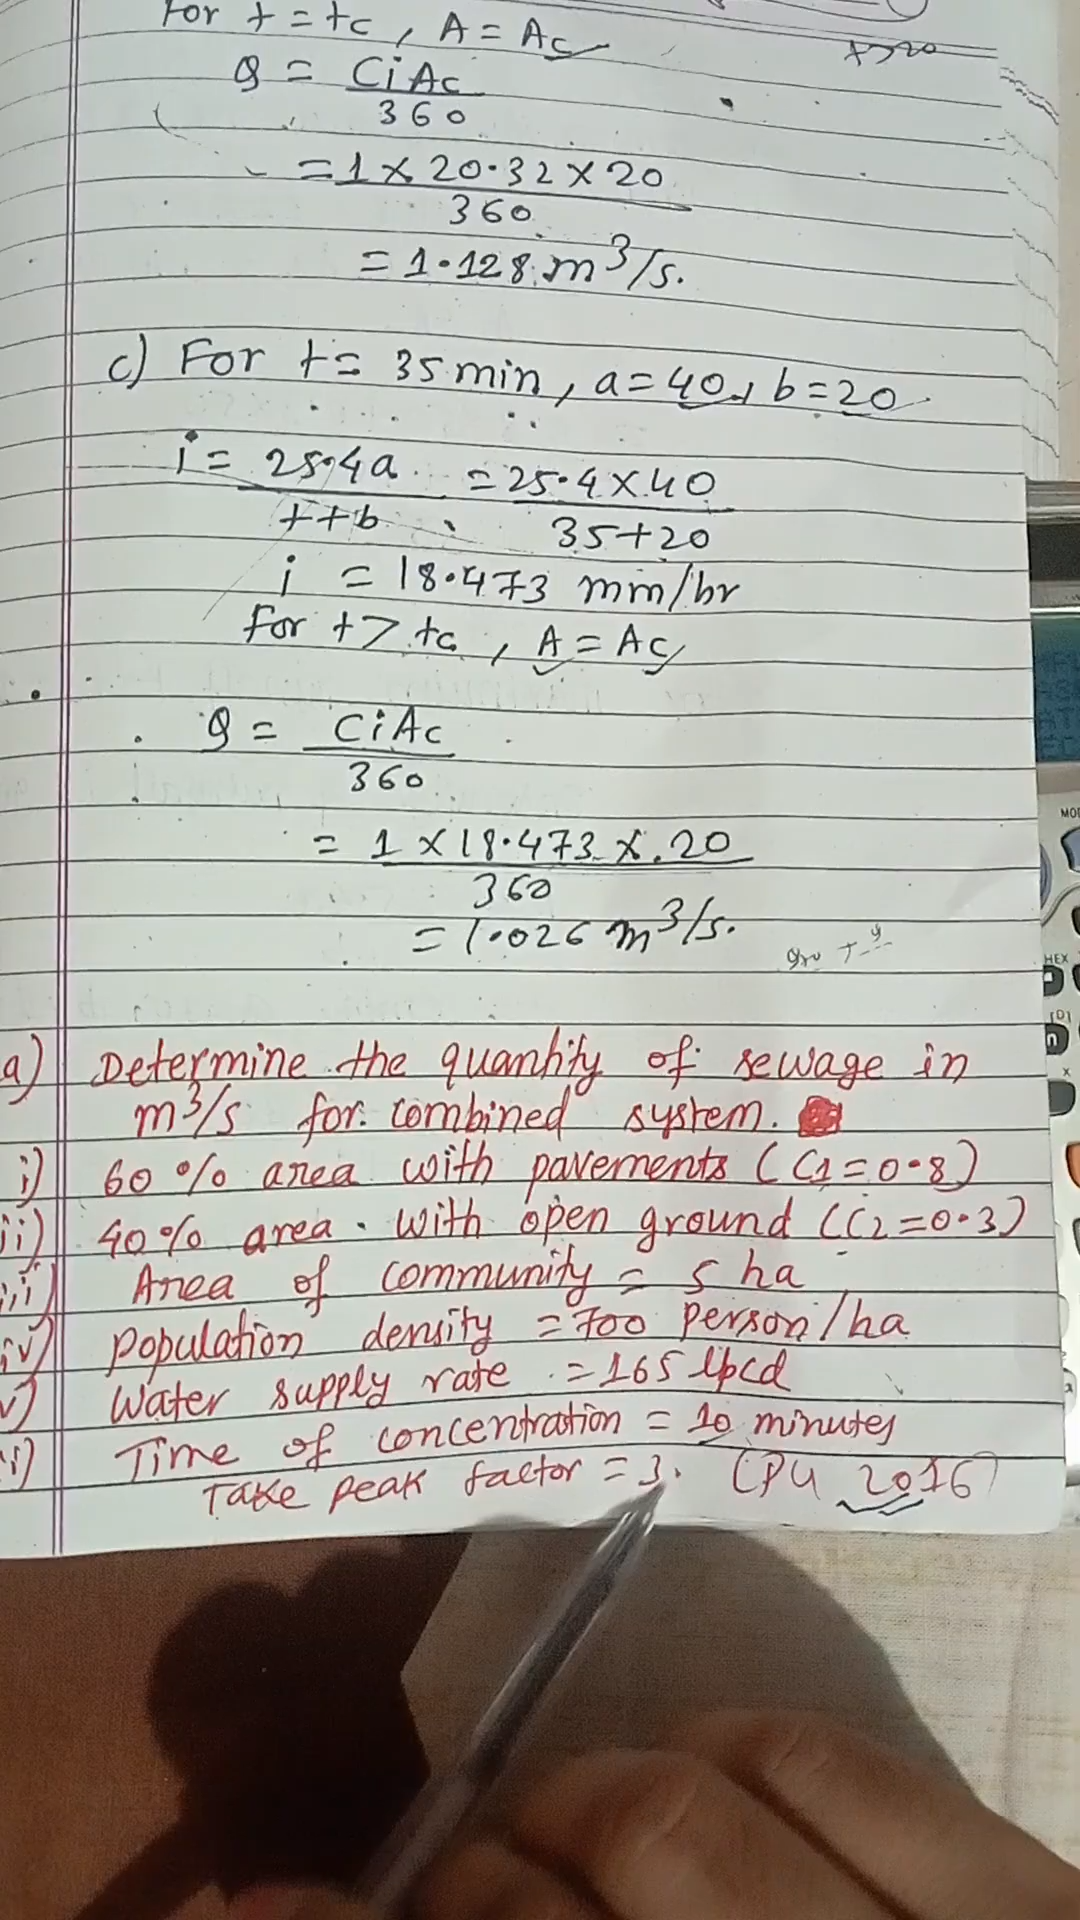 For t = tc, A = Ac
t>20
Q = CiAc
360
= 1 × 20.32 × 20
360
= 1.128 m³/s.
c) For t = 35 min, a = 40, b = 20
i = 25.4a = 25.4 × 40
t+b 35+20
i = 18.473 mm/hr
For t > tc, A = Ac
Q = CiAc
360
= 1 × 18.473 × 20
360
= 1.026 m³/s.
a) Determine the quantity of sewage in
m³/s for combined system.
i) 60% area with pavements (C1=0.8)
ii) 40% area with open ground (C2=0.3)
iii) Area of community = 5 ha
iv) population density = 700 person/ha
v) Water supply rate = 165 lpcd
vi) Time of concentration = 10 minutes
Take peak factor = 3. (PU 2016)
HEX